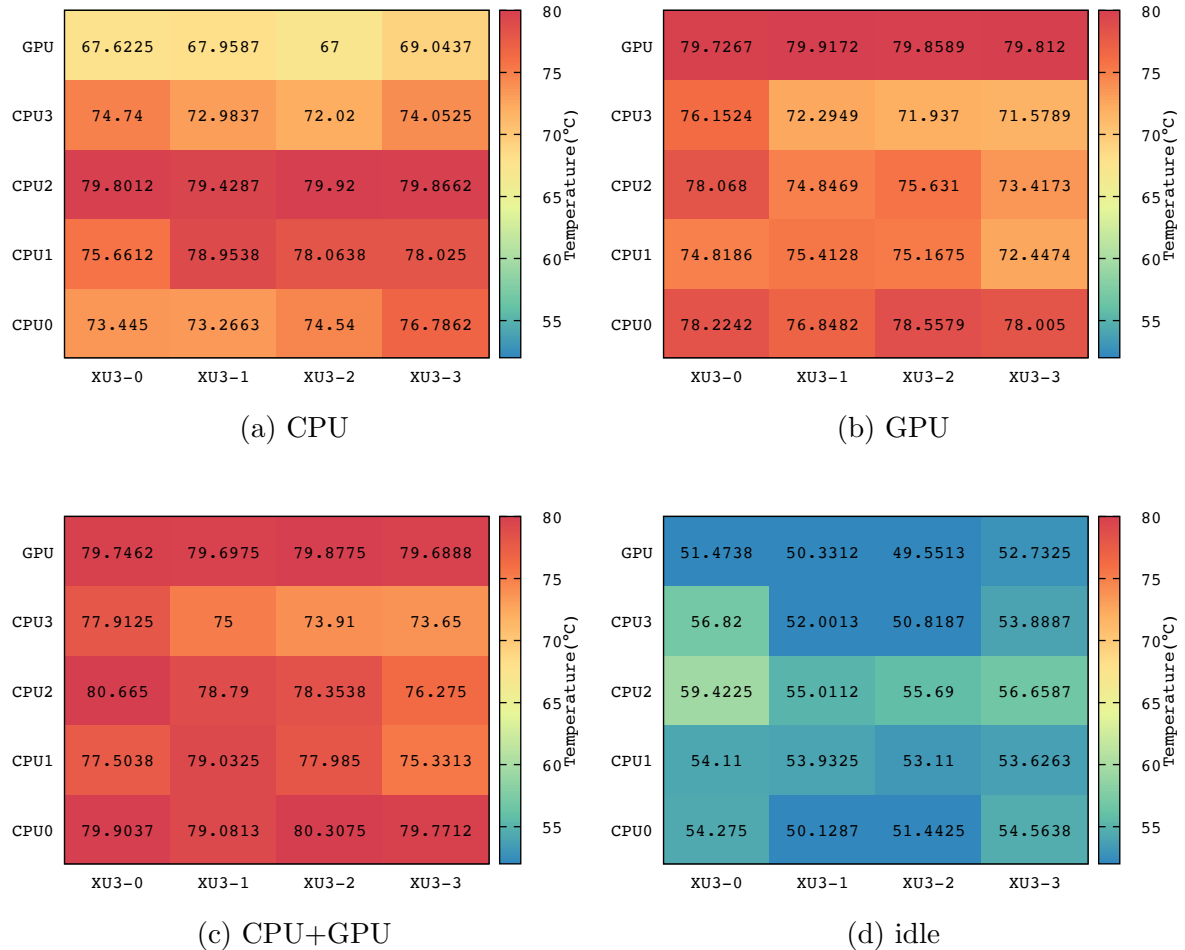 80
GPU 67.6225 67.9587 67 69.0437
75
CPU3 74.74 72.9837 72.02 74.0525
70
CPU2 79.8012 79.4287 79.92 79.8662
65
Temperature(°C)
CPU1 75.6612 78.9538 78.0638 78.025
60
CPU0 73.445 73.2663 74.54 76.7862
55
XU3-0 XU3-1 XU3-2 XU3-3
(a) CPU
80
GPU 79.7267 79.9172 79.8589 79.812
75
CPU3 76.1524 72.2949 71.937 71.5789
70
CPU2 78.068 74.8469 75.631 73.4173
65
Temperature(°C)
CPU1 74.8186 75.4128 75.1675 72.4474
60
CPU0 78.2242 76.8482 78.5579 78.005
55
XU3-0 XU3-1 XU3-2 XU3-3
(b) GPU
80
GPU 79.7462 79.6975 79.8775 79.6888
75
CPU3 77.9125 75 73.91 73.65
70
CPU2 80.665 78.79 78.3538 76.275
65
Temperature(°C)
CPU1 77.5038 79.0325 77.985 75.3313
60
CPU0 79.9037 79.0813 80.3075 79.7712
55
XU3-0 XU3-1 XU3-2 XU3-3
(c) CPU+GPU
80
GPU 51.4738 50.3312 49.5513 52.7325
75
CPU3 56.82 52.0013 50.8187 53.8887
70
CPU2 59.4225 55.0112 55.69 56.6587
65
Temperature(°C)
CPU1 54.11 53.9325 53.11 53.6263
60
CPU0 54.275 50.1287 51.4425 54.5638
55
XU3-0 XU3-1 XU3-2 XU3-3
(d) idle